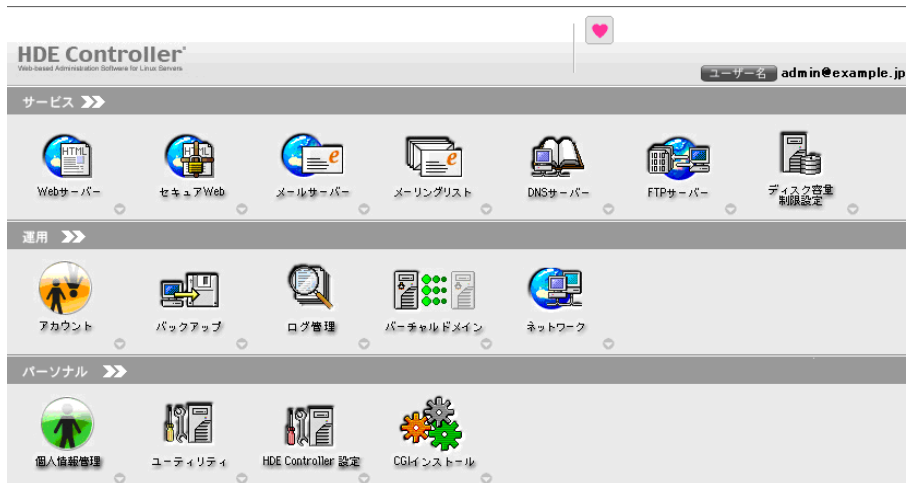 HDE Controller®
Web-based Administration Software for Linux Servers
ユーザー名 admin@example.jp
サービス
HTML HTML e e
Webサーバー セキュアWeb メールサーバー メーリングリスト DNSサーバー FTPサーバー ディスク容量
制限設定
運用
アカウント バックアップ ログ管理 バーチャルドメイン ネットワーク
パーソナル
個人情報管理 ユーティリティ HDE Controller 設定 CGIインストール